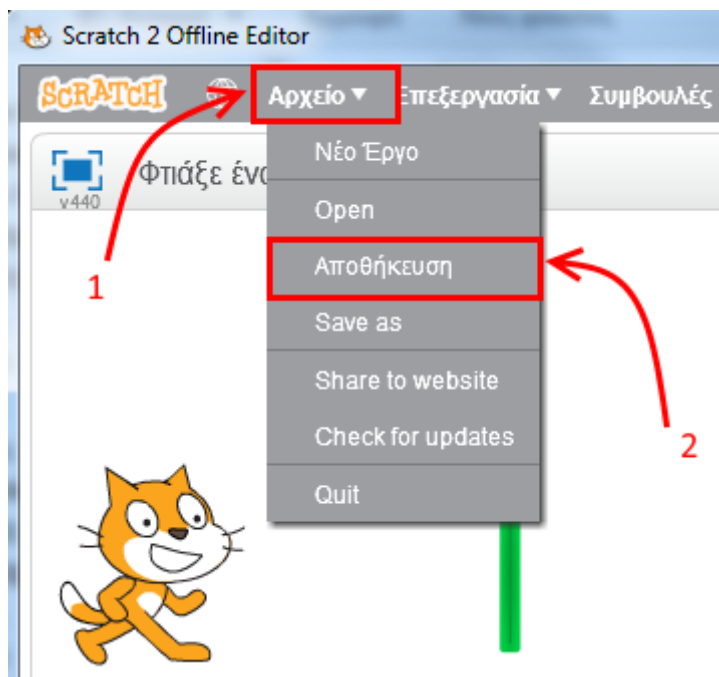 Scratch 2 Offline Editor
SCRATCH Αρχείο Επεξεργασία Συμβουλές
Νέο Έργο
v440 Φτιάξε ένα
Open
Αποθήκευση
1
Save as
Share to website
Check for updates
2
Quit